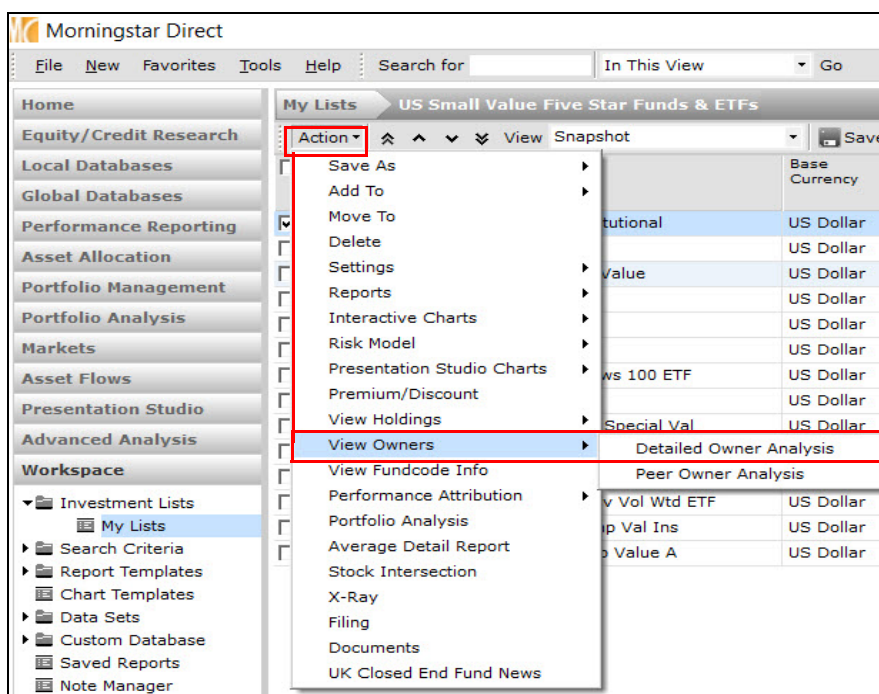 Morningstar Direct
File New Favorites Tools Help Search for In This View Go
Home
Equity/Credit Research
Local Databases
Global Databases
Performance Reporting
Asset Allocation
Portfolio Management
Portfolio Analysis
Markets
Asset Flows
Presentation Studio
Advanced Analysis
Workspace
Investment Lists
My Lists
Search Criteria
Report Templates
Chart Templates
Data Sets
Custom Database
Saved Reports
Note Manager
My Lists US Small Value Five Star Funds & ETFs
Action View Snapshot Save
Base
Currency
Save As
Add To
Move To
Delete
Settings
Reports
Interactive Charts
Risk Model
Presentation Studio Charts
Premium/Discount
View Holdings
View Owners
View Fundcode Info
Performance Attribution
Portfolio Analysis
Average Detail Report
Stock Intersection
X-Ray
Filing
Documents
UK Closed End Fund News
Detailed Owner Analysis
Peer Owner Analysis
tutional US Dollar
US Dollar
Value US Dollar
US Dollar
US Dollar
US Dollar
ws 100 ETF US Dollar
US Dollar
Special Val US Dollar
v Vol Wtd ETF US Dollar
p Val Ins US Dollar
Value A US Dollar